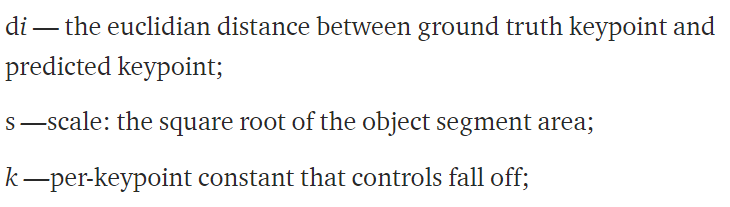 di — the euclidian distance between ground truth keypoint and
predicted keypoint;
s —scale: the square root of the object segment area;
k —per-keypoint constant that controls fall off;